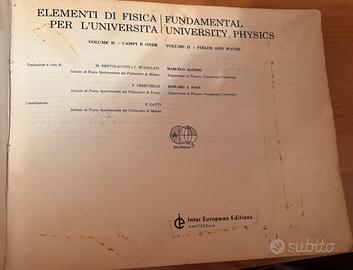 ELEMENTI DI FISICA
PER L'UNIVERSITÀ
VOLUME II - CAMPI E ONDE
Traduzione a cura di:
M. BERTOLACCINI e C. BUSSOLATI
Istituto di Fisica Sperimentale del Politecnico di Milano
F. DEMICHELIS
Istituto di Fisica Sperimentale del Politecnico di Torino
Coordinatore:
E. GATTI
Istituto di Fisica Sperimentale del Politecnico di Milano
FUNDAMENTAL
UNIVERSITY PHYSICS
VOLUME II - FIELDS AND WAVES
MARCELO ALONSO
Department of Physics, Georgetown University
EDWARD J. FINN
Department of Physics, Georgetown University
BILINGUA
Inter European Editions
AMSTERDAM
subito